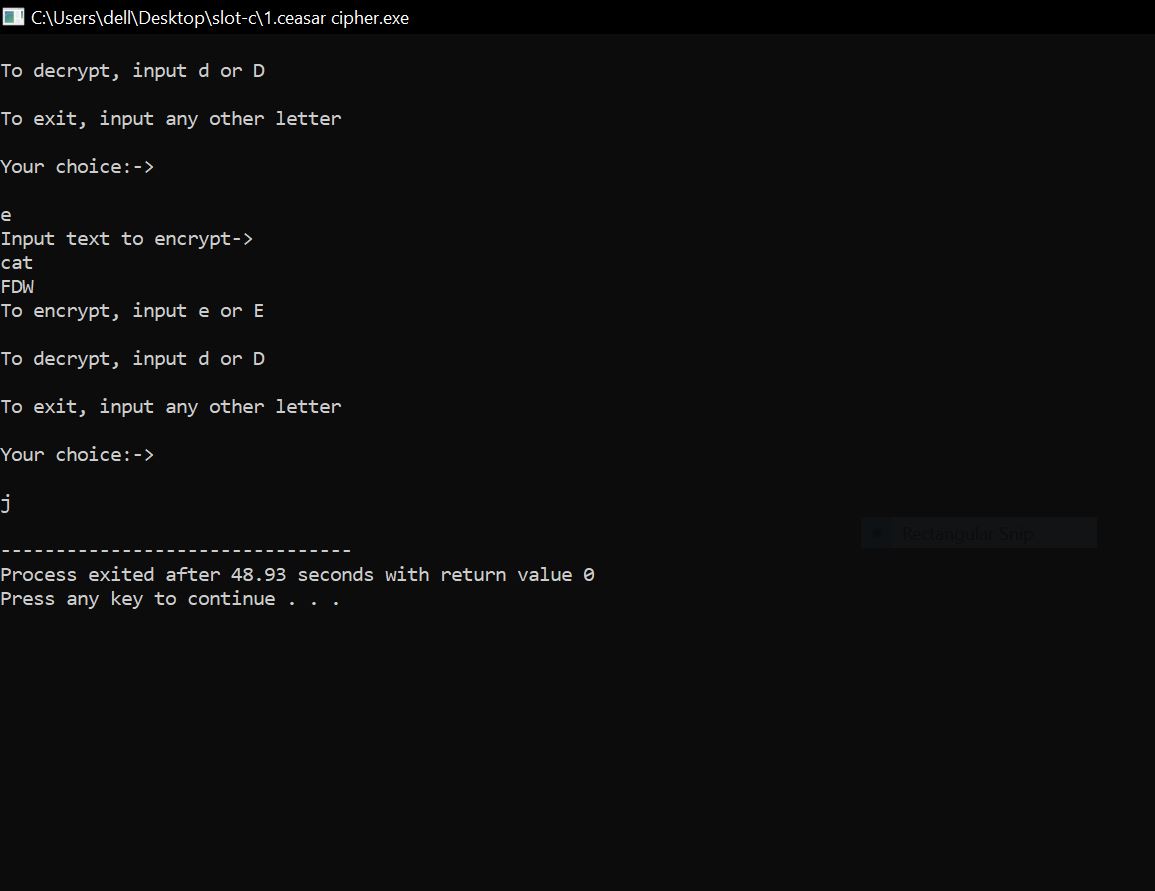 C:\Users\dell\Desktop\slot-c\1.ceasar cipher.exe
To decrypt, input d or D
To exit, input any other letter
Your choice:->
e
Input text to encrypt->
cat
FDW
To encrypt, input e or E
To decrypt, input d or D
To exit, input any other letter
Your choice:->
j
Rectangular Snip
--------------------------------
Process exited after 48.93 seconds with return value 0
Press any key to continue . . .